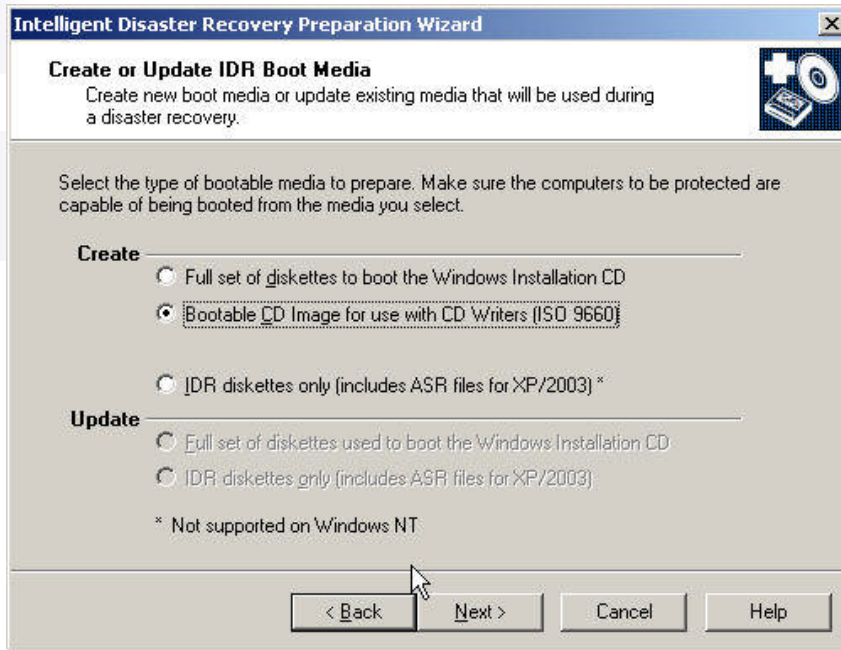 Intelligent Disaster Recovery Preparation Wizard
Create or Update IDR Boot Media
Create new boot media or update existing media that will be used during
a disaster recovery.
Select the type of bootable media to prepare. Make sure the computers to be protected are
capable of being booted from the media you select.
Create
Full set of diskettes to boot the Windows Installation CD
Bootable CD Image for use with CD Writers (ISO 9660)
IDR diskettes only (includes ASR files for XP/2003) *
Update
Full set of diskettes used to boot the Windows Installation CD
IDR diskettes only (includes ASR files for XP/2003)
* Not supported on Windows NT
< Back
Next >
Cancel
Help